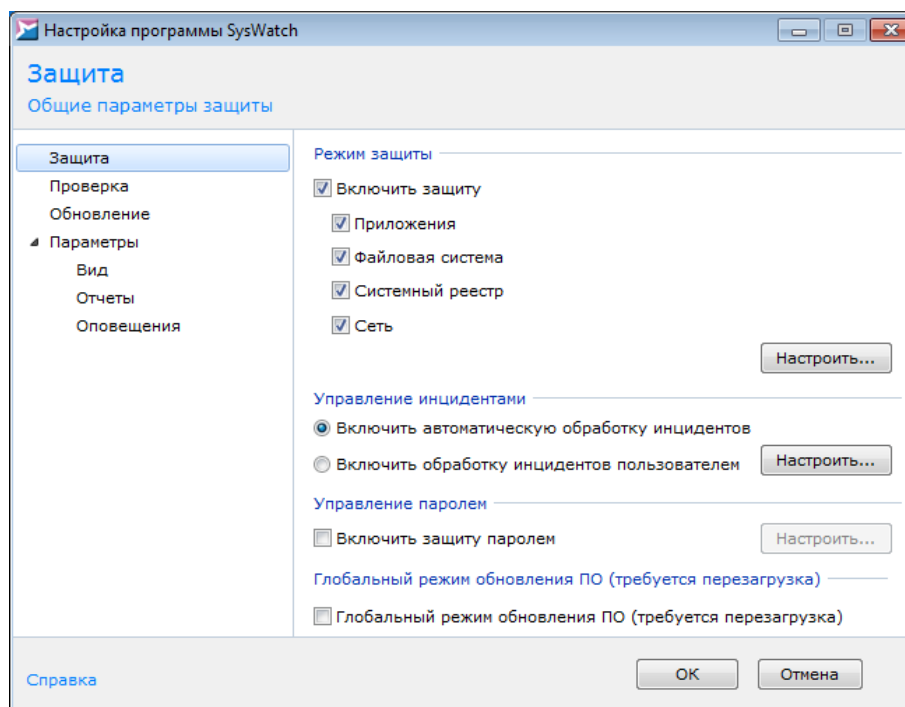 Настройка программы SysWatch
Защита
Общие параметры защиты
Защита
Проверка
Обновление
Параметры
Вид
Отчеты
Оповещения
Режим защиты
Включить защиту
Приложения
Файловая система
Системный реестр
Сеть
Настроить...
Управление инцидентами
Включить автоматическую обработку инцидентов
Включить обработку инцидентов пользователем
Настроить...
Управление паролем
Включить защиту паролем
Настроить...
Глобальный режим обновления ПО (требуется перезагрузка)
Глобальный режим обновления ПО (требуется перезагрузка)
Справка
ОК
Отмена